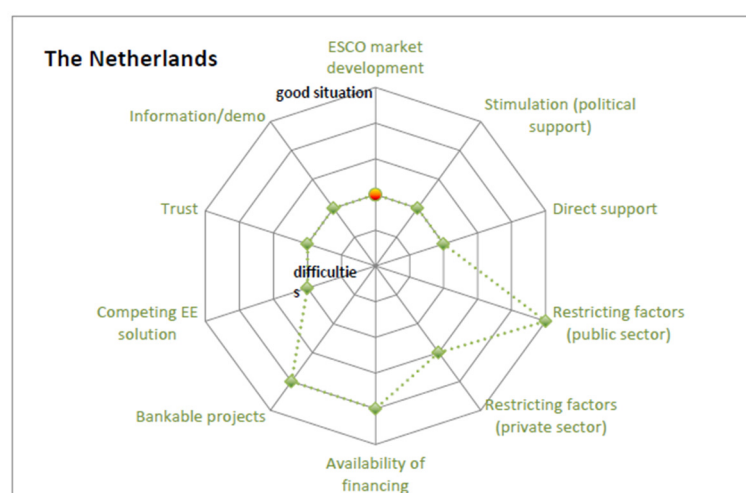 ESCO market
development
The Netherlands
good situation
Stimulation (political
support)
Information/demo
Trust
Direct support
difficultie
s
Competing EE
solution
Restricting factors
(public sector)
Bankable projects
Restricting factors
(private sector)
Availability of
financing